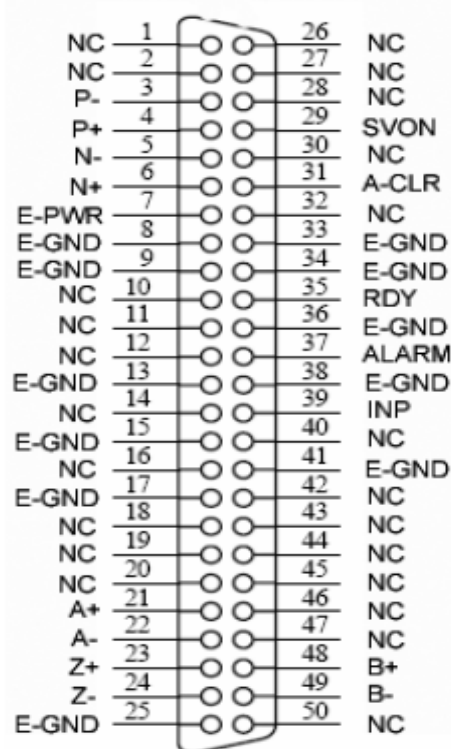 NC 1 26 NC
NC 2 27 NC
P- 3 28 NC
P+ 4 29 SVON
N- 5 30 NC
N+ 6 31 A-CLR
E-PWR 7 32 NC
E-GND 8 33 E-GND
E-GND 9 34 E-GND
NC 10 35 RDY
NC 11 36 E-GND
NC 12 37 ALARM
E-GND 13 38 E-GND
NC 14 39 INP
E-GND 15 40 NC
NC 16 41 E-GND
E-GND 17 42 NC
NC 18 43 NC
NC 19 44 NC
NC 20 45 NC
A+ 21 46 NC
A- 22 47 NC
Z+ 23 48 B+
Z- 24 49 B-
E-GND 25 50 NC